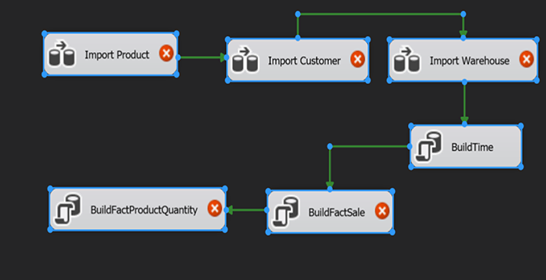 Import Product
Import Customer
Import Warehouse
BuildTime
BuildFactProductQuantity
BuildFactSale